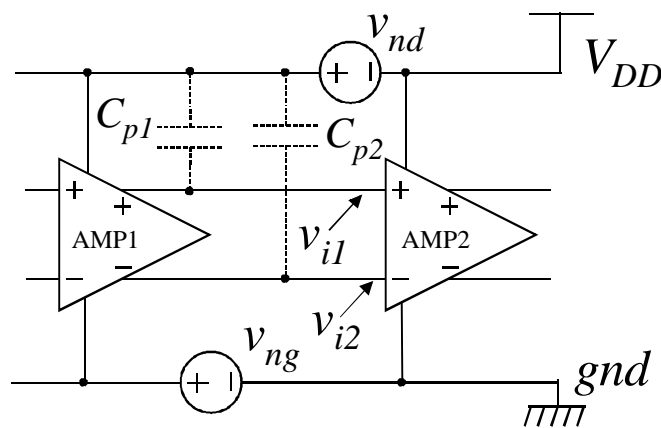 v_nd
V_DD
+ −
C_p1
C_p2
+ + + +
AMP1
AMP2
v_i1
− − − −
v_i2
v_ng
+ −
gnd